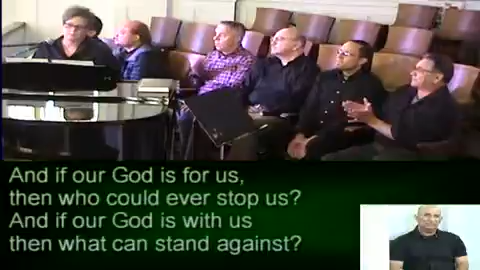 And if our God is for us,
then who could ever stop us?
And if our God is with us
then what can stand against?